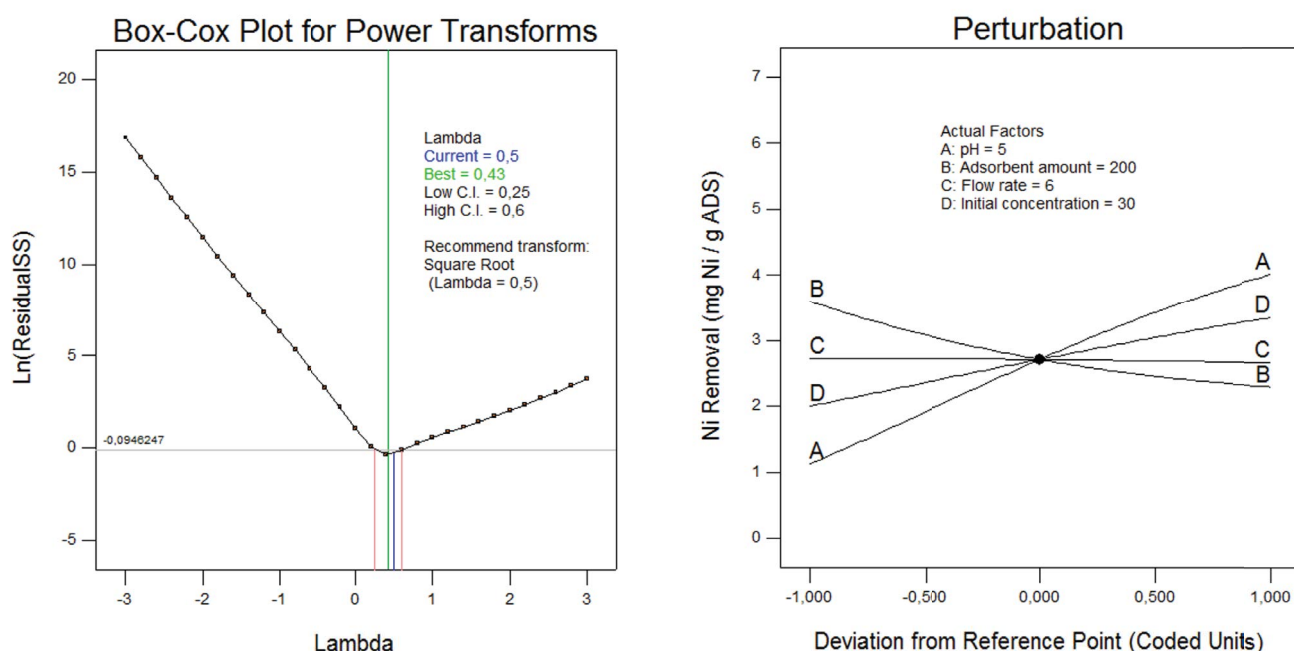 Box-Cox Plot for Power Transforms
Ln(ResidualSS)
20
15
10
5
0
-5
-0,0946247
Lambda
Current = 0,5
Best = 0,43
Low C.I. = 0,25
High C.I. = 0,6
Recommend transform:
Square Root
(Lambda = 0,5)
-3
-2
-1
0
1
2
3
Lambda
Perturbation
Ni Removal (mg Ni / g ADS)
7
6
5
4
3
2
1
0
Actual Factors
A: pH = 5
B: Adsorbent amount = 200
C: Flow rate = 6
D: Initial concentration = 30
B
C
D
A
A
D
C
B
-1,000
-0,500
0,000
0,500
1,000
Deviation from Reference Point (Coded Units)